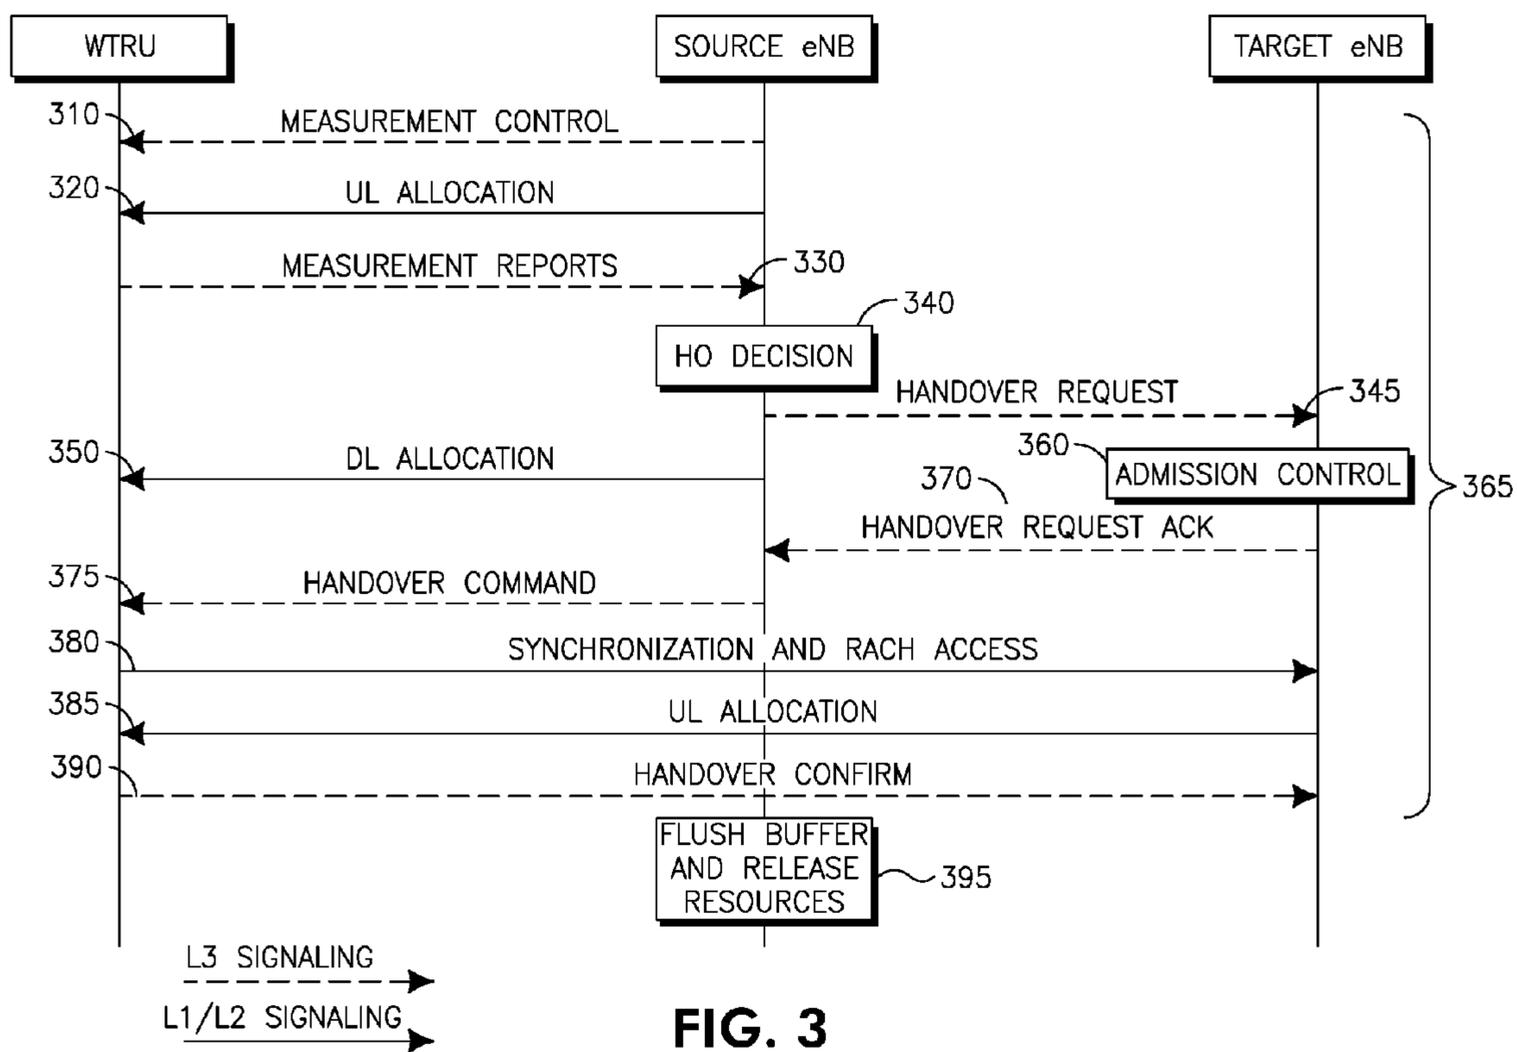 WTRU
SOURCE eNB
TARGET eNB
310
MEASUREMENT CONTROL
320
UL ALLOCATION
MEASUREMENT REPORTS
330
340
HO DECISION
HANDOVER REQUEST
345
350
DL ALLOCATION
360
ADMISSION CONTROL
365
370
HANDOVER REQUEST ACK
375
HANDOVER COMMAND
380
SYNCHRONIZATION AND RACH ACCESS
385
UL ALLOCATION
390
HANDOVER CONFIRM
FLUSH BUFFER
AND RELEASE
RESOURCES
395
L3 SIGNALING
L1/L2 SIGNALING
FIG. 3